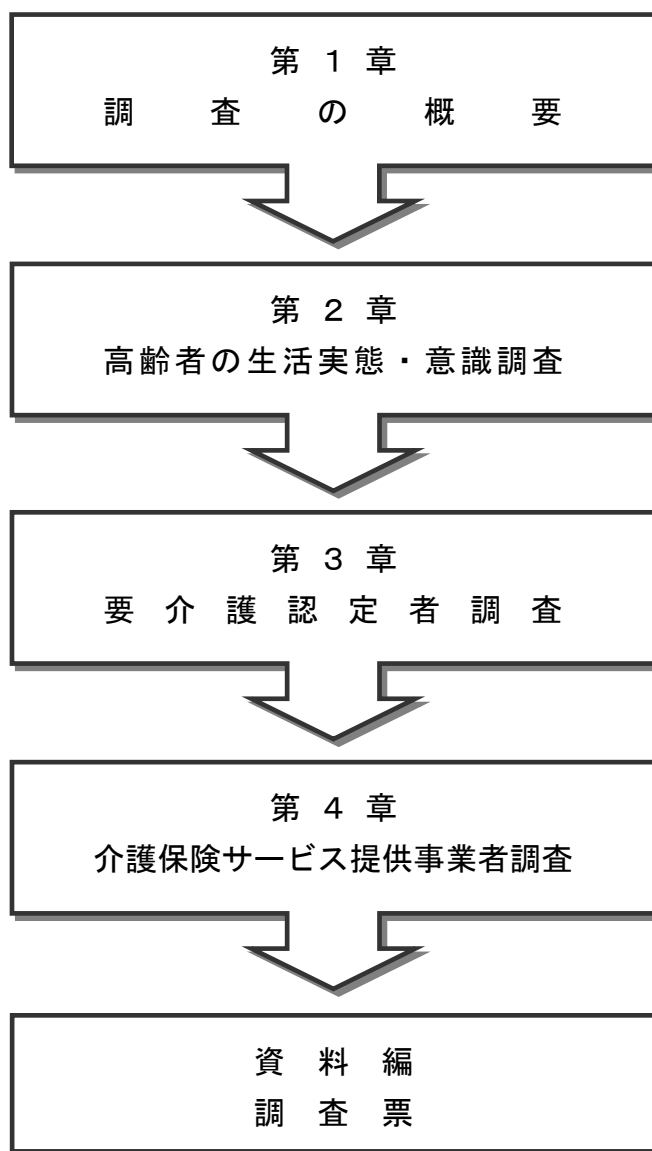 第１章
調査の概要
第２章
高齢者の生活実態・意識調査
第３章
要介護認定者調査
第４章
介護保険サービス提供事業者調査
資料編
調査票